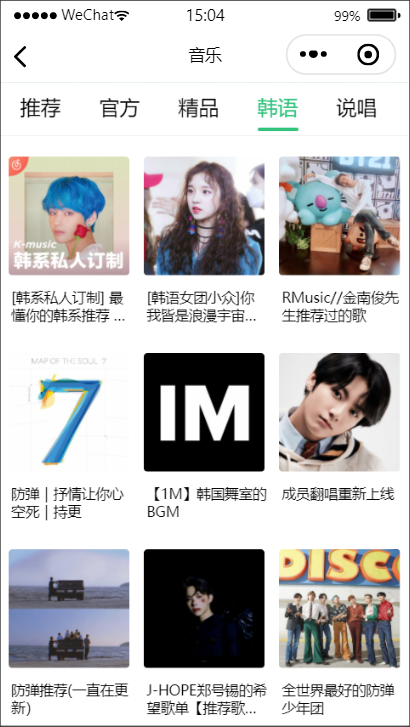 WeChat
15:04
99%
音乐
推荐
官方
精品
韩语
说唱
K-music
韩系私人订制
BT21
[韩系私人订制] 最
懂你的韩系推荐 ...
[韩语女团小众]你
我皆是浪漫宇宙...
RMusic//金南俊先
生推荐过的歌
MAP OF THE SOUL : 7
7
1M
防弹 | 抒情让你心
空死 | 持更
【1M】韩国舞室的
BGM
成员翻唱重新上线
DISCO
防弹推荐(一直在更
新)
J-HOPE郑号锡的希
望歌单【推荐歌...
全世界最好的防弹
少年团